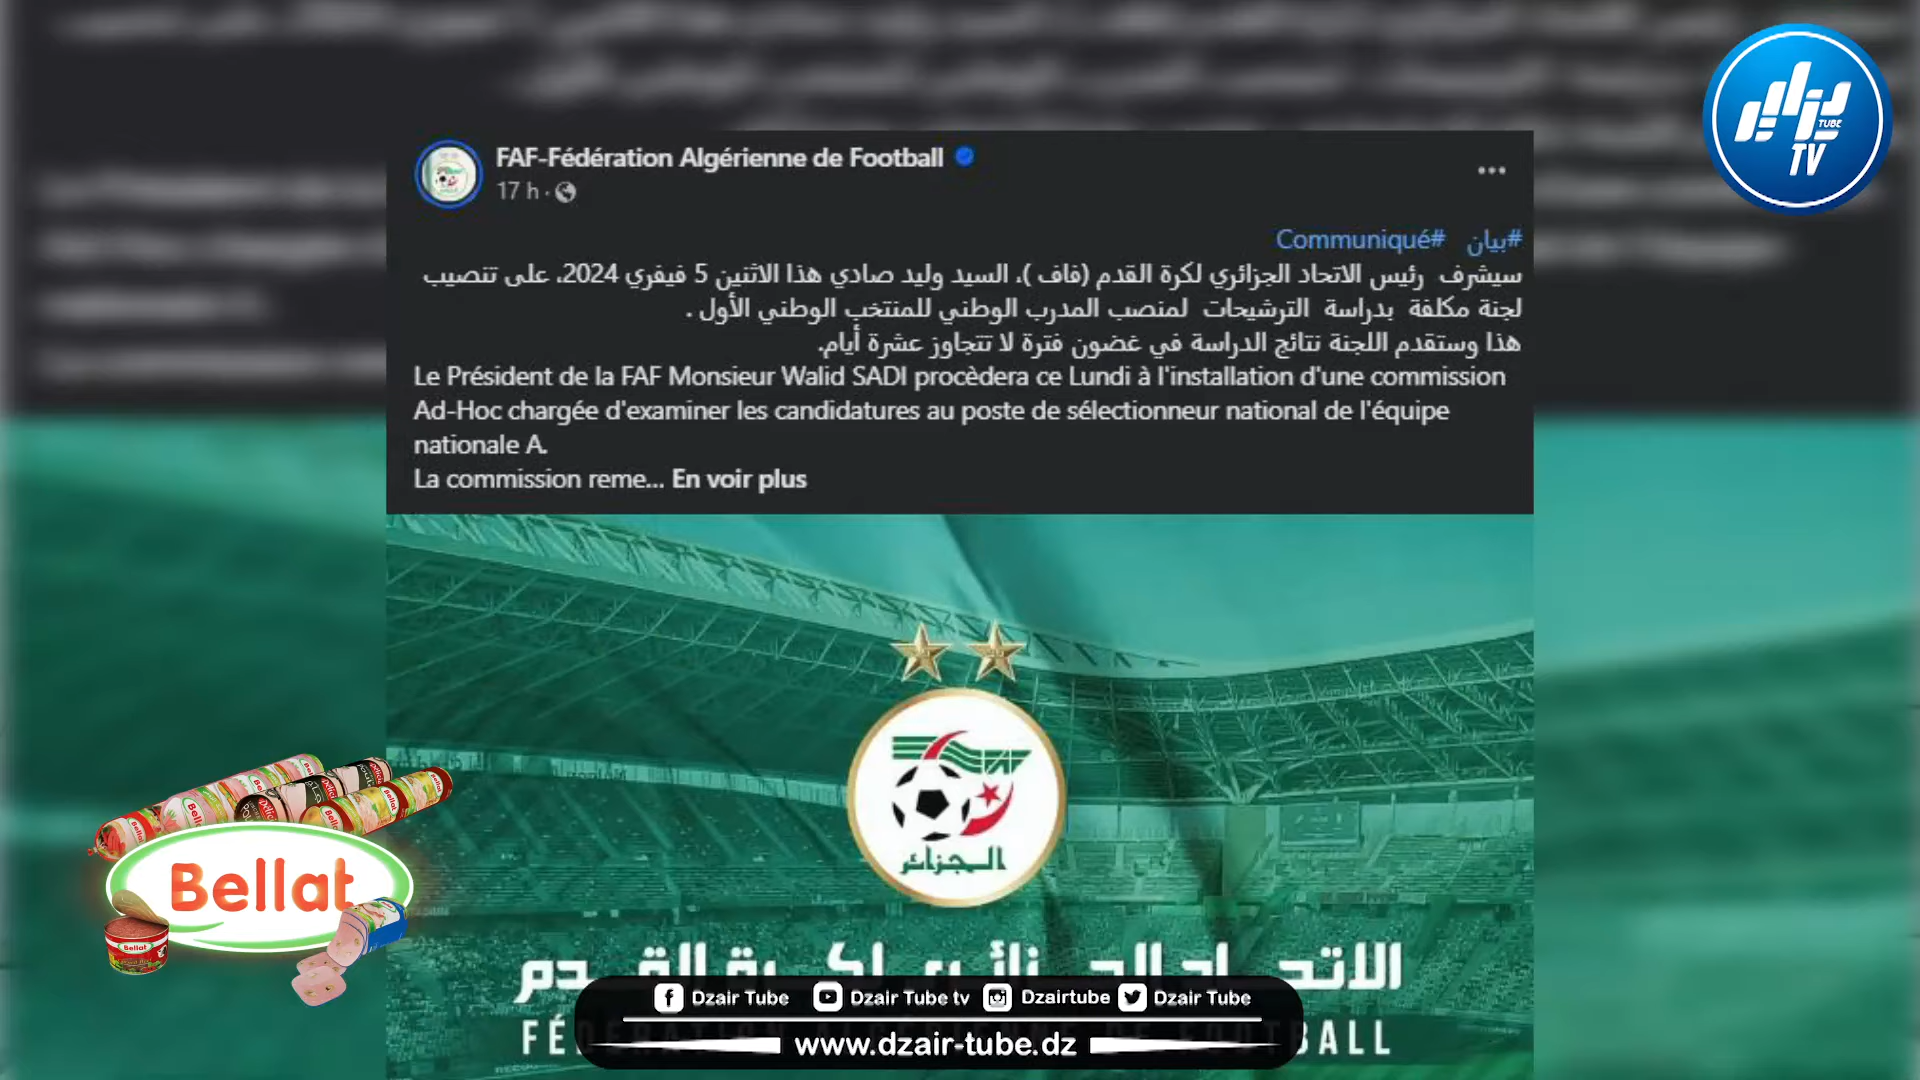 TUBE
TV
FAF-Fédération Algérienne de Football
17 h ·
#بيان #Communiqué
سيشرف رئيس الاتحاد الجزائري لكرة القدم (فاف )، السيد وليد صادي هذا الاثنين 5 فيفري 2024، على تنصيب
لجنة مكلفة بدراسة الترشيحات لمنصب المدرب الوطني للمنتخب الوطني الأول .
هذا وستقدم اللجنة نتائج الدراسة في غضون فترة لا تتجاوز عشرة أيام.
Le Président de la FAF Monsieur Walid SADI procèdera ce Lundi à l'installation d'une commission
Ad-Hoc chargée d'examiner les candidatures au poste de sélectionneur national de l'équipe
nationale A.
La commission reme... En voir plus
الجزائر
Bellat
Bellat
Dzair Tube Dzair Tube tv Dzairtube Dzair Tube
www.dzair-tube.dz